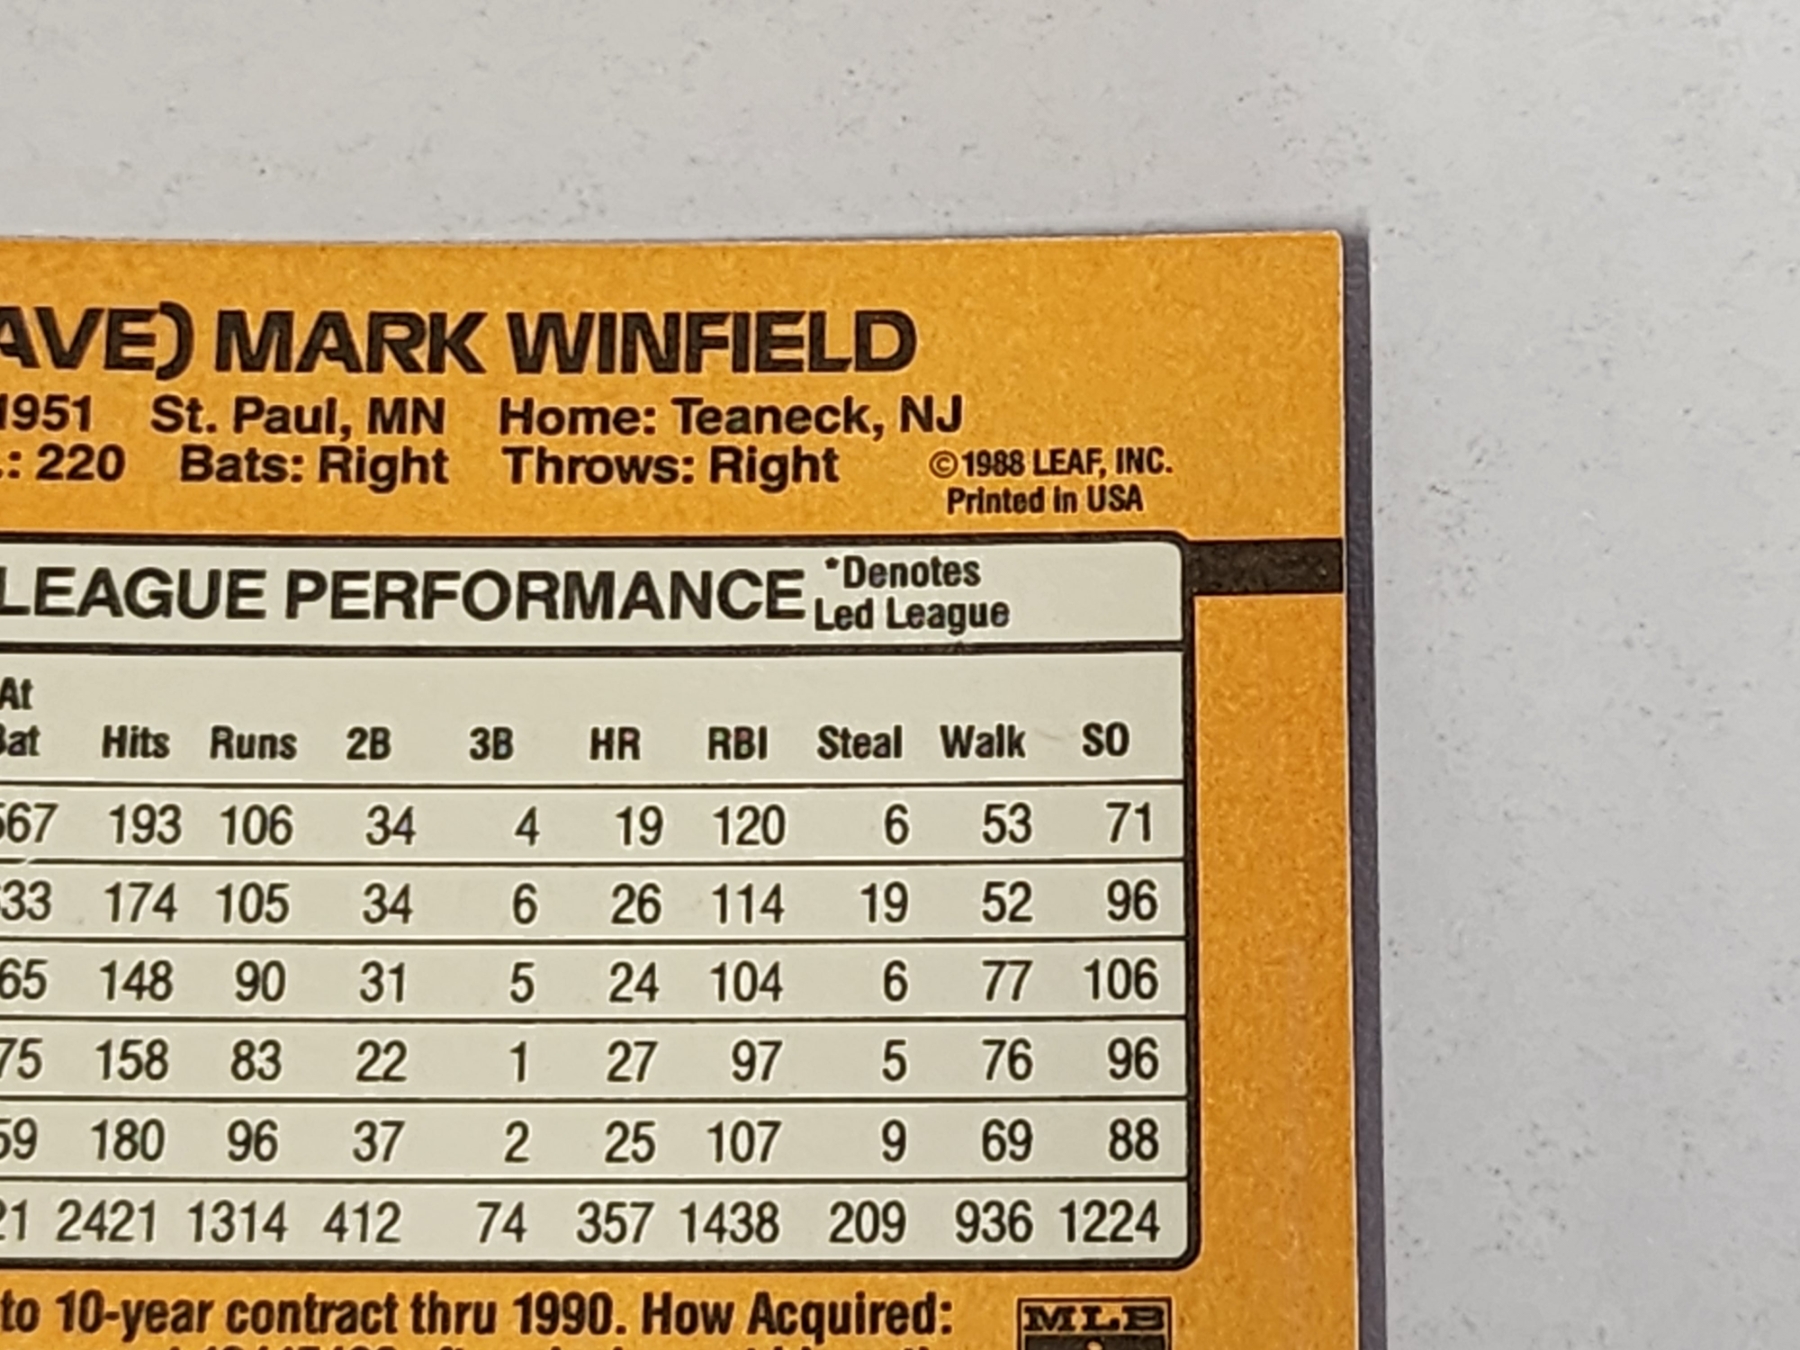 AVE) MARK WINFIELD
1951 St. Paul, MN Home: Teaneck, NJ
.: 220 Bats: Right Throws: Right ©1988 LEAF, INC.
Printed in USA
LEAGUE PERFORMANCE *Denotes
Led League
At
Bat Hits Runs 2B 3B HR RBI Steal Walk SO
567 193 106 34 4 19 120 6 53 71
33 174 105 34 6 26 114 19 52 96
65 148 90 31 5 24 104 6 77 106
75 158 83 22 1 27 97 5 76 96
59 180 96 37 2 25 107 9 69 88
21 2421 1314 412 74 357 1438 209 936 1224
to 10-year contract thru 1990. How Acquired:
MLB